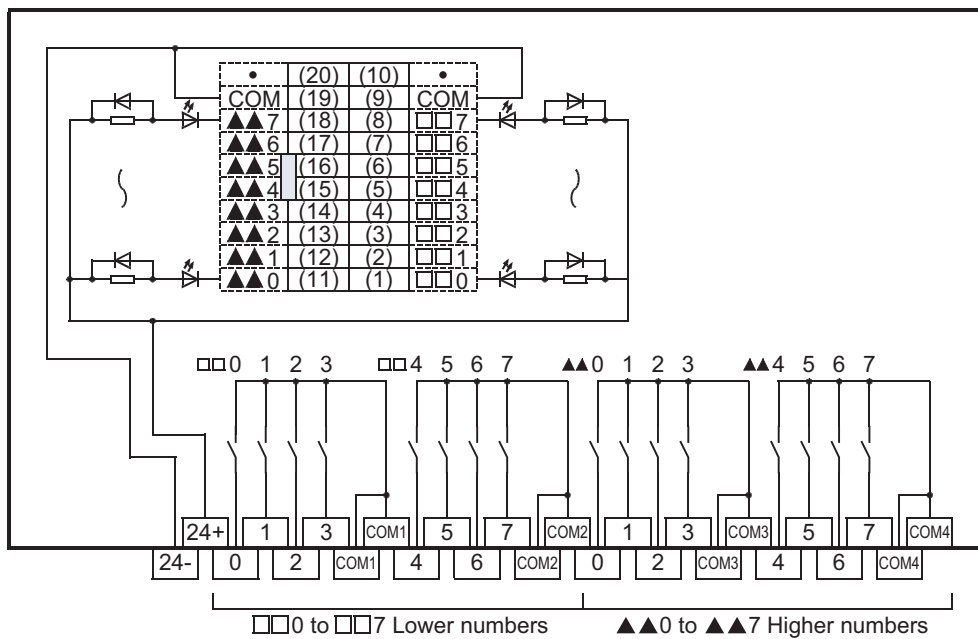 • (20) (10) •
COM (19) (9) COM
▲▲7 (18) (8) □□7
▲▲6 (17) (7) □□6
▲▲5 (16) (6) □□5
▲▲4 (15) (5) □□4
▲▲3 (14) (4) □□3
▲▲2 (13) (3) □□2
▲▲1 (12) (2) □□1
▲▲0 (11) (1) □□0
□□0 1 2 3 □□4 5 6 7 ▲▲0 1 2 3 ▲▲4 5 6 7
24+ 1 3 COM1 5 7 COM2 1 3 COM3 5 7 COM4
24- 0 2 COM1 4 6 COM2 0 2 COM3 4 6 COM4
□□0 to □□7 Lower numbers ▲▲0 to ▲▲7 Higher numbers